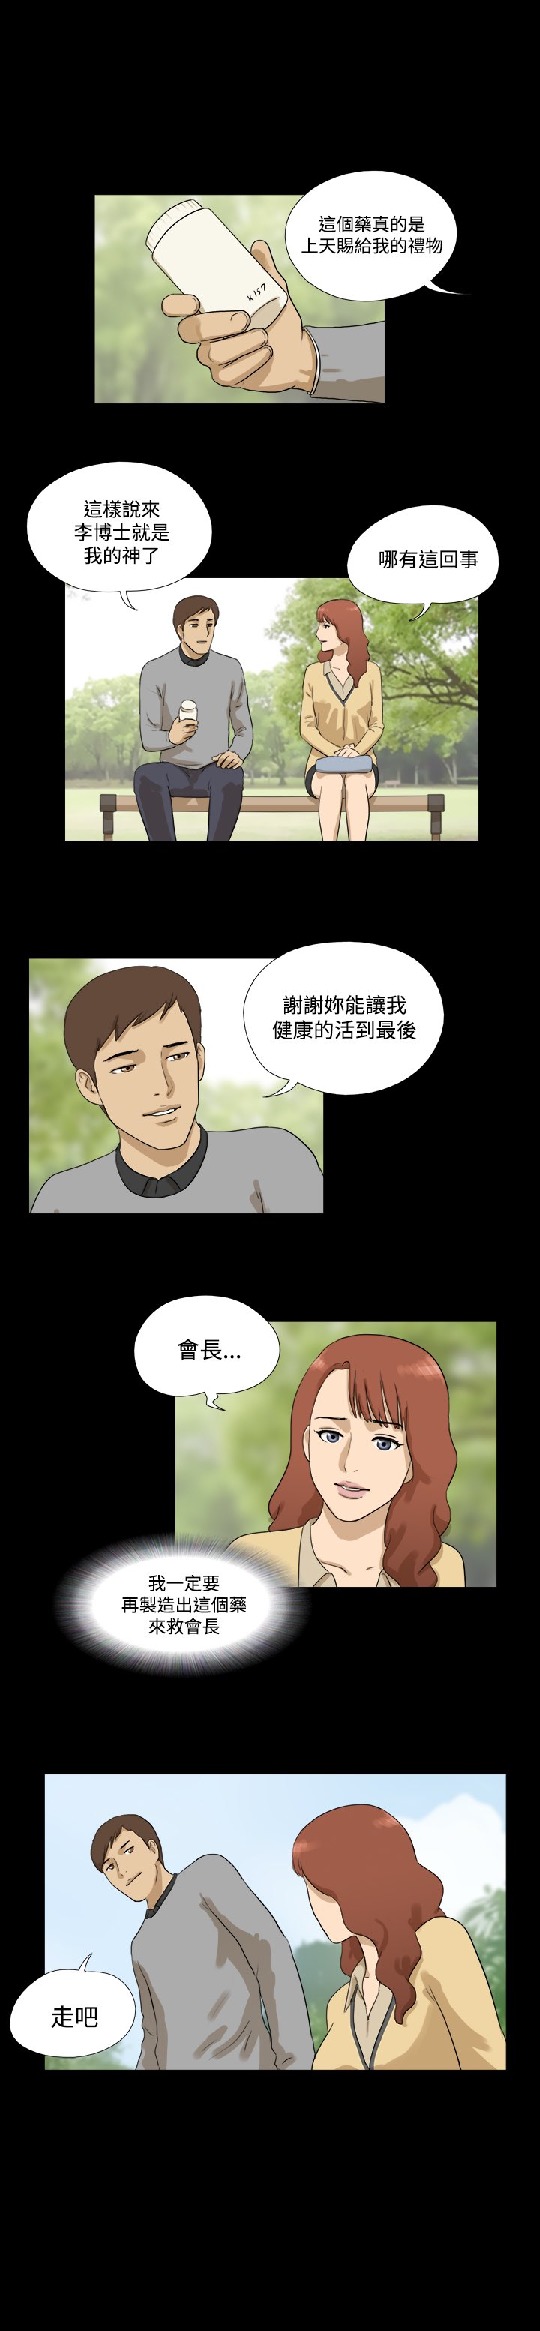 這個藥真的是
上天賜給我的禮物
這樣說來
李博士就是
我的神了
哪有這回事
謝謝妳能讓我
健康的活到最後
會長...
我一定要
再製造出這個藥
來救會長
走吧